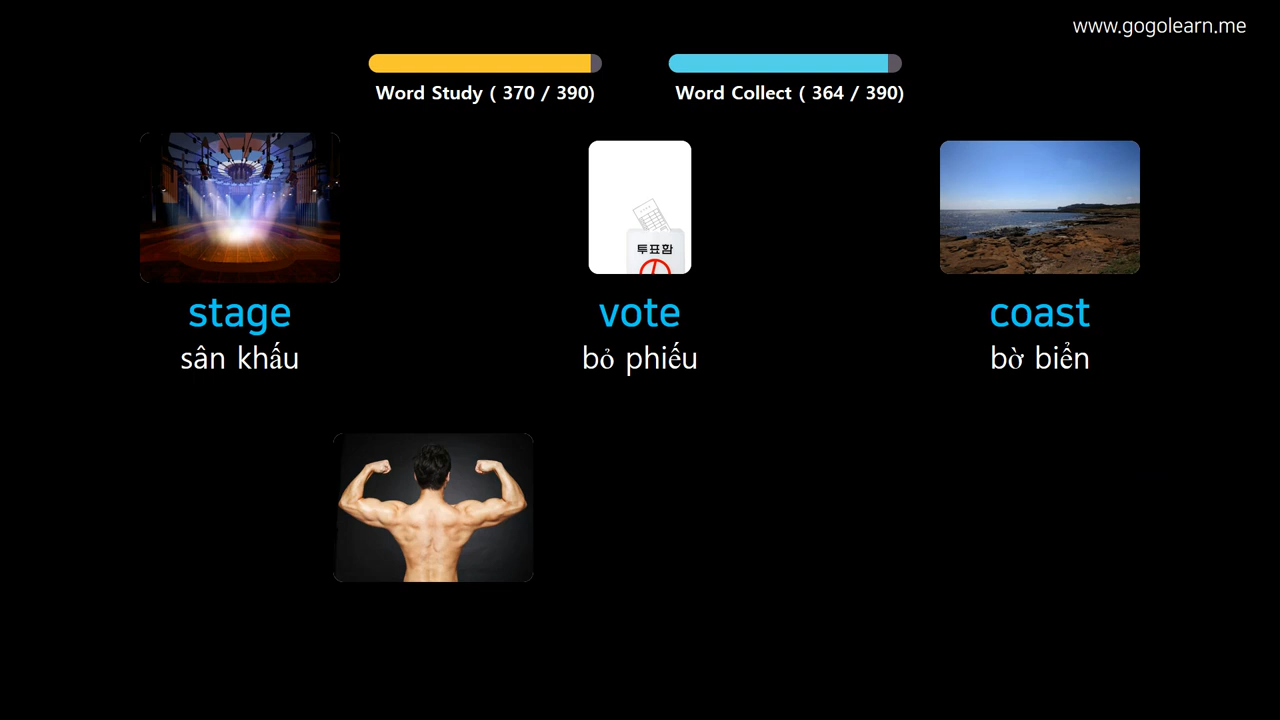 www.gogolearn.me
Word Study ( 370 / 390)
Word Collect ( 364 / 390)
투표함
stage
vote
coast
sân khấu
bỏ phiếu
bờ biển